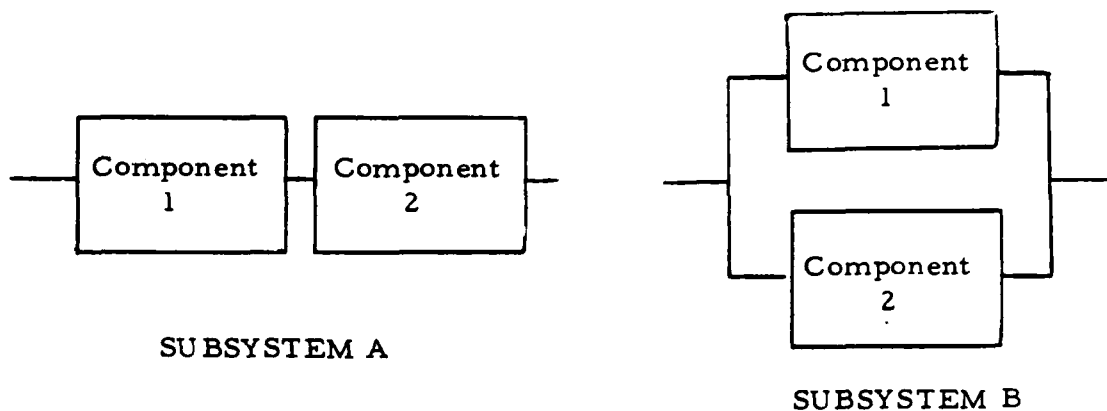 Component
1
Component
2
SUBSYSTEM A
Component
1
Component
2
SUBSYSTEM B